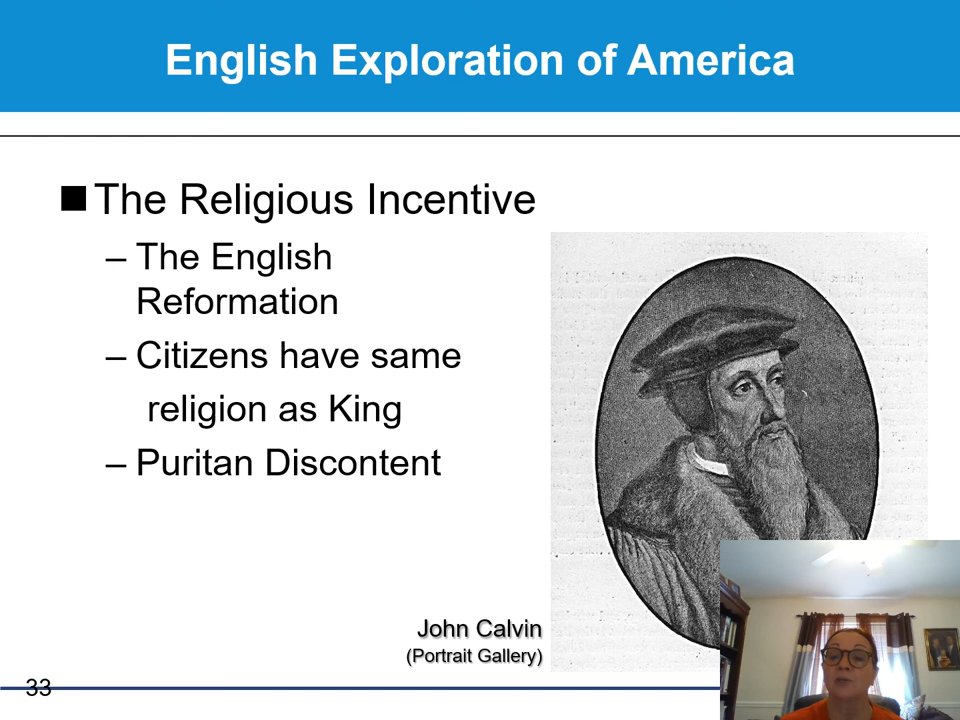 English Exploration of America
The Religious Incentive
– The English
Reformation
– Citizens have same
religion as King
– Puritan Discontent
John Calvin
(Portrait Gallery)
33